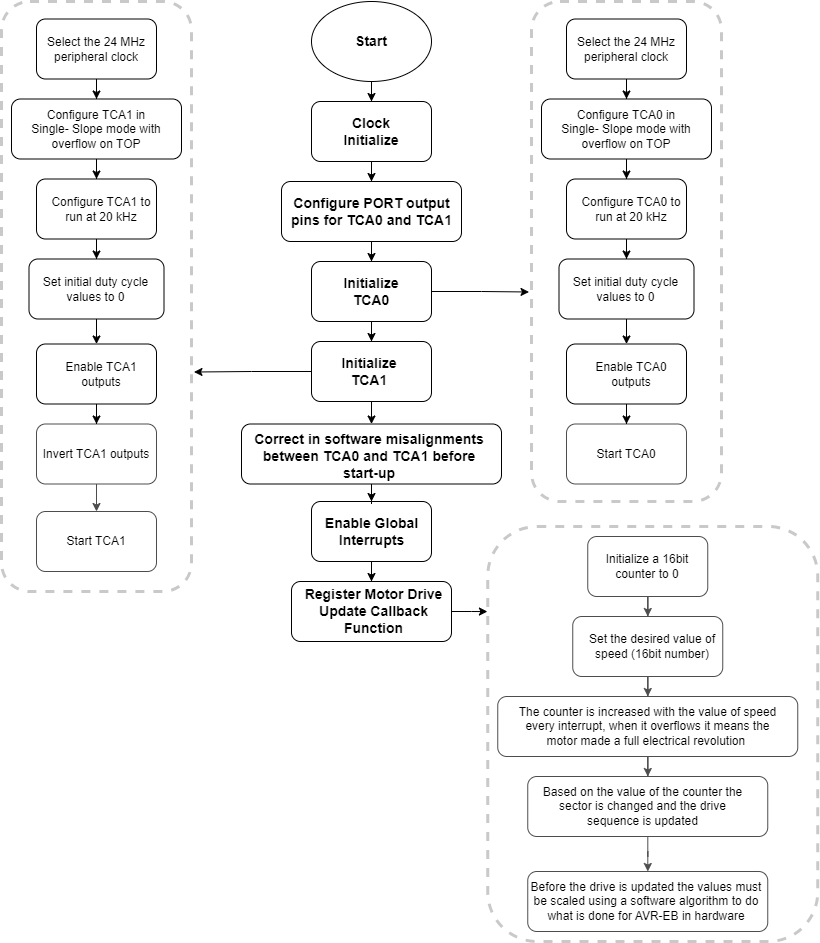 Start
Clock
Initialize
Configure PORT output
pins for TCA0 and TCA1
Initialize
TCA0
Initialize
TCA1
Correct in software misalignments
between TCA0 and TCA1 before
start-up
Enable Global
Interrupts
Register Motor Drive
Update Callback
Function
Select the 24 MHz
peripheral clock
Configure TCA1 in
Single- Slope mode with
overflow on TOP
Configure TCA1 to
run at 20 kHz
Set initial duty cycle
values to 0
Enable TCA1
outputs
Invert TCA1 outputs
Start TCA1
Select the 24 MHz
peripheral clock
Configure TCA0 in
Single- Slope mode with
overflow on TOP
Configure TCA0 to
run at 20 kHz
Set initial duty cycle
values to 0
Enable TCA0
outputs
Start TCA0
Initialize a 16bit
counter to 0
Set the desired value of
speed (16bit number)
The counter is increased with the value of speed
every interrupt, when it overflows it means the
motor made a full electrical revolution
Based on the value of the counter the
sector is changed and the drive
sequence is updated
Before the drive is updated the values must
be scaled using a software algorithm to do
what is done for AVR-EB in hardware